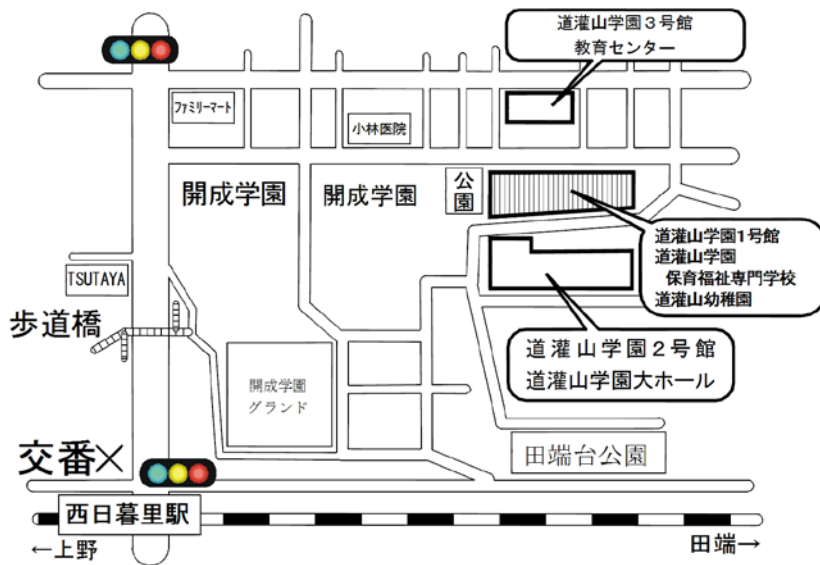 道灌山学園3号館
教育センター
ファミリーマート
小林医院
開成学園
開成学園
公園
道灌山学園1号館
道灌山学園
保育福祉専門学校
道灌山幼稚園
TSUTAYA
歩道橋
道灌山学園2号館
道灌山学園大ホール
開成学園
グランド
田端台公園
交番×
西日暮里駅
←上野
田端→